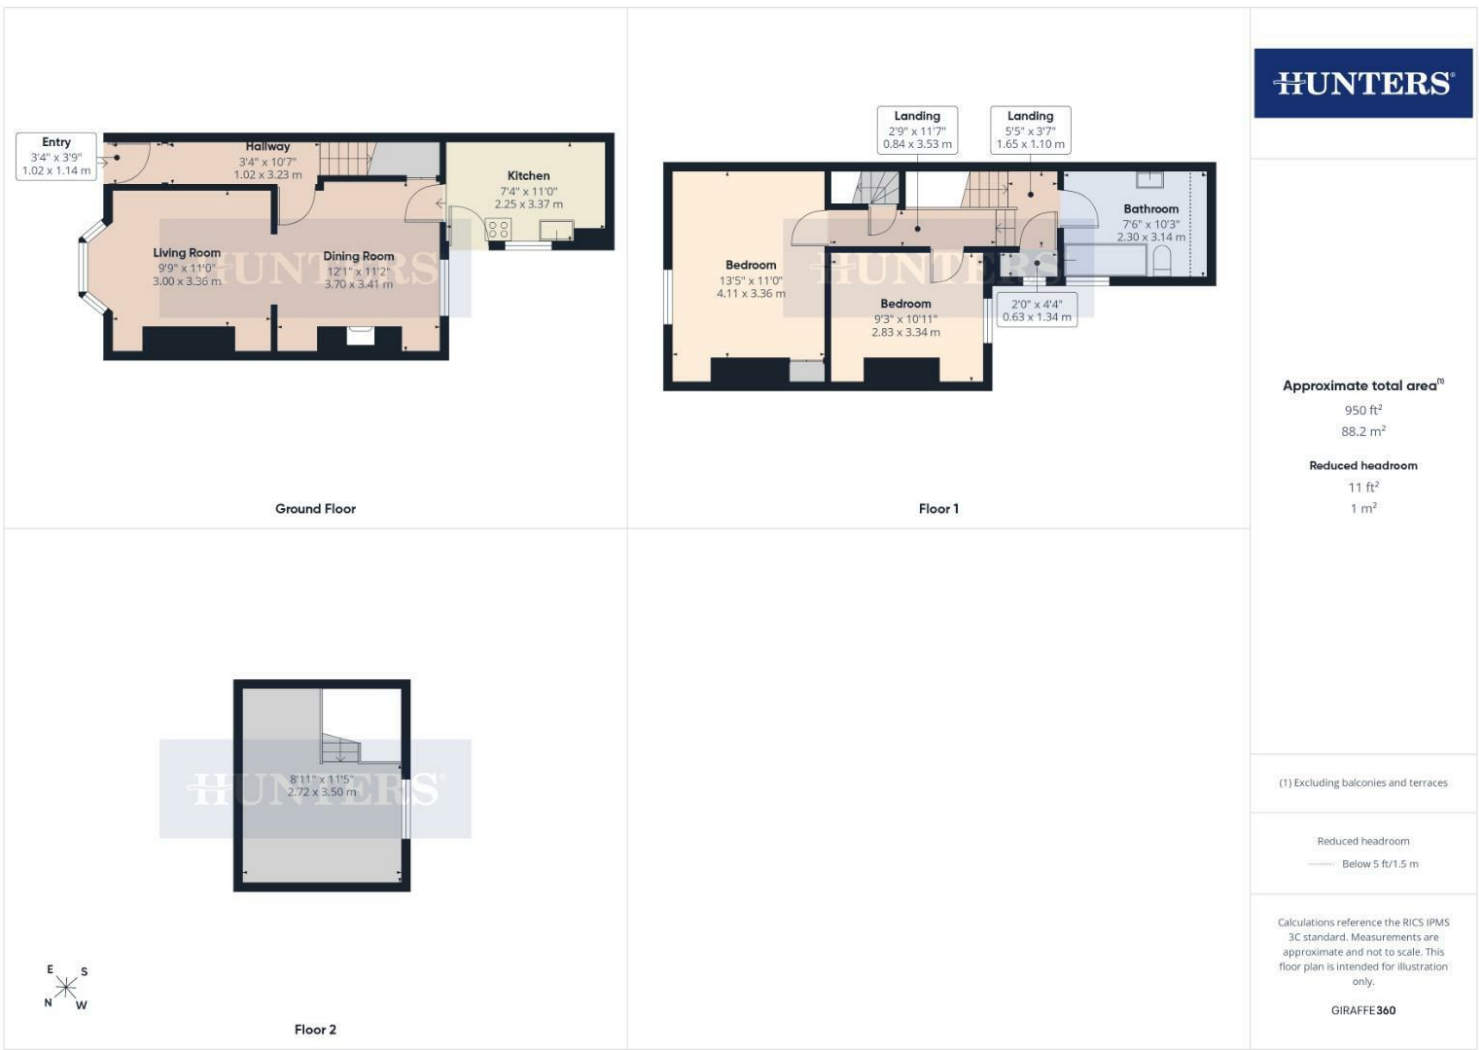 Entry
3'4" x 3'9"
1.02 x 1.14 m
Hallway
3'4" x 10'7"
1.02 x 3.23 m
Kitchen
7'4" x 11'0"
2.25 x 3.37 m
Living Room
9'9" x 11'0"
3.00 x 3.36 m
Dining Room
12'1" x 11'2"
3.70 x 3.41 m
HUNTERS
Ground Floor
Landing
2'9" x 11'7"
0.84 x 3.53 m
Landing
5'5" x 3'7"
1.65 x 1.10 m
Bathroom
7'6" x 10'3"
2.30 x 3.14 m
Bedroom
13'5" x 11'0"
4.11 x 3.36 m
Bedroom
9'3" x 10'11"
2.83 x 3.34 m
2'0" x 4'4"
0.63 x 1.34 m
HUNTERS
Floor 1
8'11" x 11'5"
2.72 x 3.50 m
HUNTERS
E S
N W
Floor 2
HUNTERS®
Approximate total area(1)
950 ft²
88.2 m²
Reduced headroom
11 ft²
1 m²
(1) Excluding balconies and terraces
Reduced headroom
Below 5 ft/1.5 m
Calculations reference the RICS IPMS
3C standard. Measurements are
approximate and not to scale. This
floor plan is intended for illustration
only.
GIRAFFE360